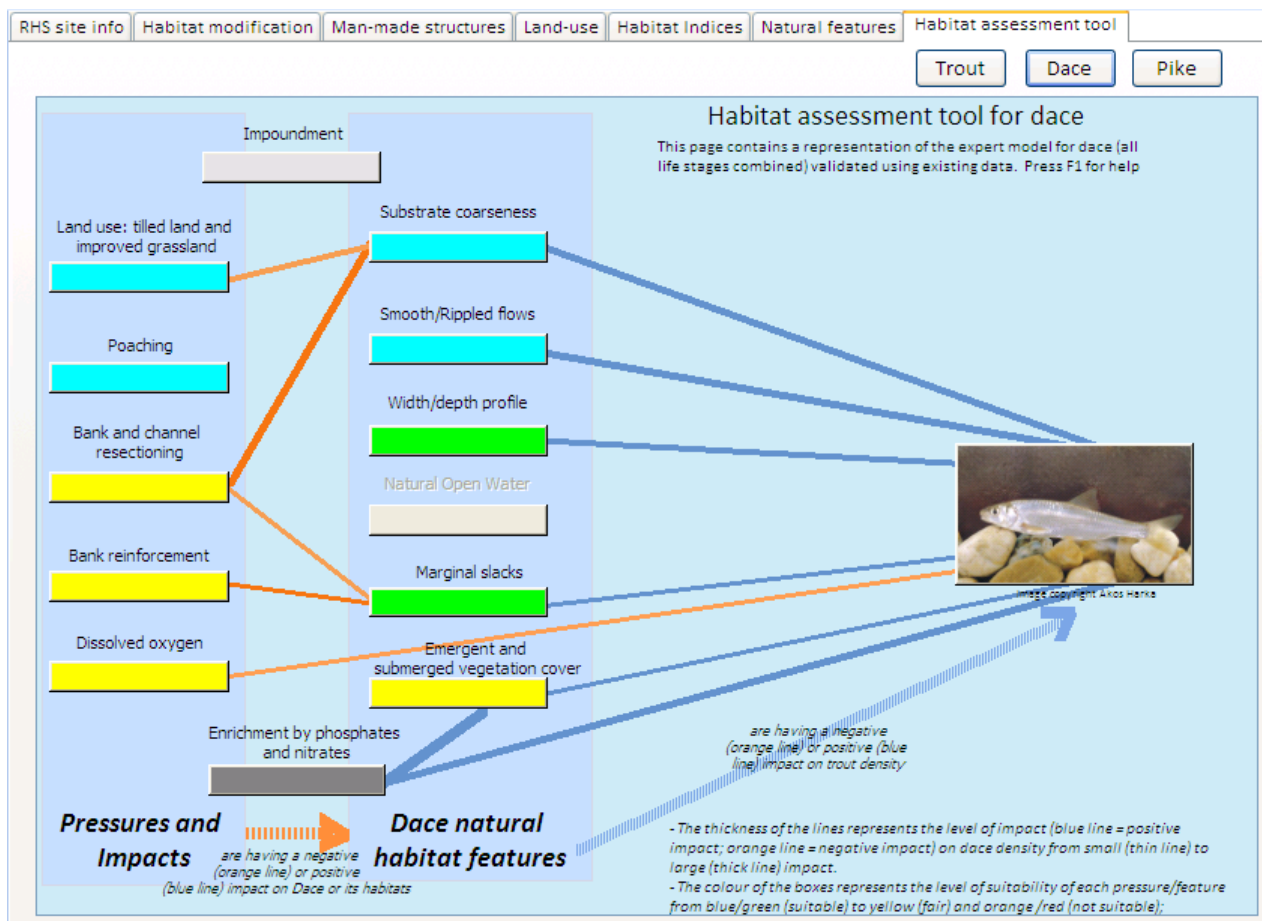 RHS site info
Habitat modification
Man-made structures
Land-use
Habitat Indices
Natural features
Habitat assessment tool
Trout
Dace
Pike
Habitat assessment tool for dace
This page contains a representation of the expert model for dace (all
life stages combined) validated using existing data. Press F1 for help
Impoundment
Land use: tilled land and
improved grassland
Poaching
Bank and channel
resectioning
Bank reinforcement
Dissolved oxygen
Substrate coarseness
Smooth/Rippled flows
Width/depth profile
Natural Open Water
Marginal slacks
Emergent and
submerged vegetation cover
Enrichment by phosphates
and nitrates
Image copyright Akos Harka
are having a negative
(orange line) or positive (blue
line) impact on trout density
Pressures and
Impacts
are having a negative
(orange line) or positive
(blue line) impact on Dace or its habitats
Dace natural
habitat features
- The thickness of the lines represents the level of impact (blue line = positive
impact; orange line = negative impact) on dace density from small (thin line) to
large (thick line) impact.
- The colour of the boxes represents the level of suitability of each pressure/feature
from blue/green (suitable) to yellow (fair) and orange /red (not suitable);